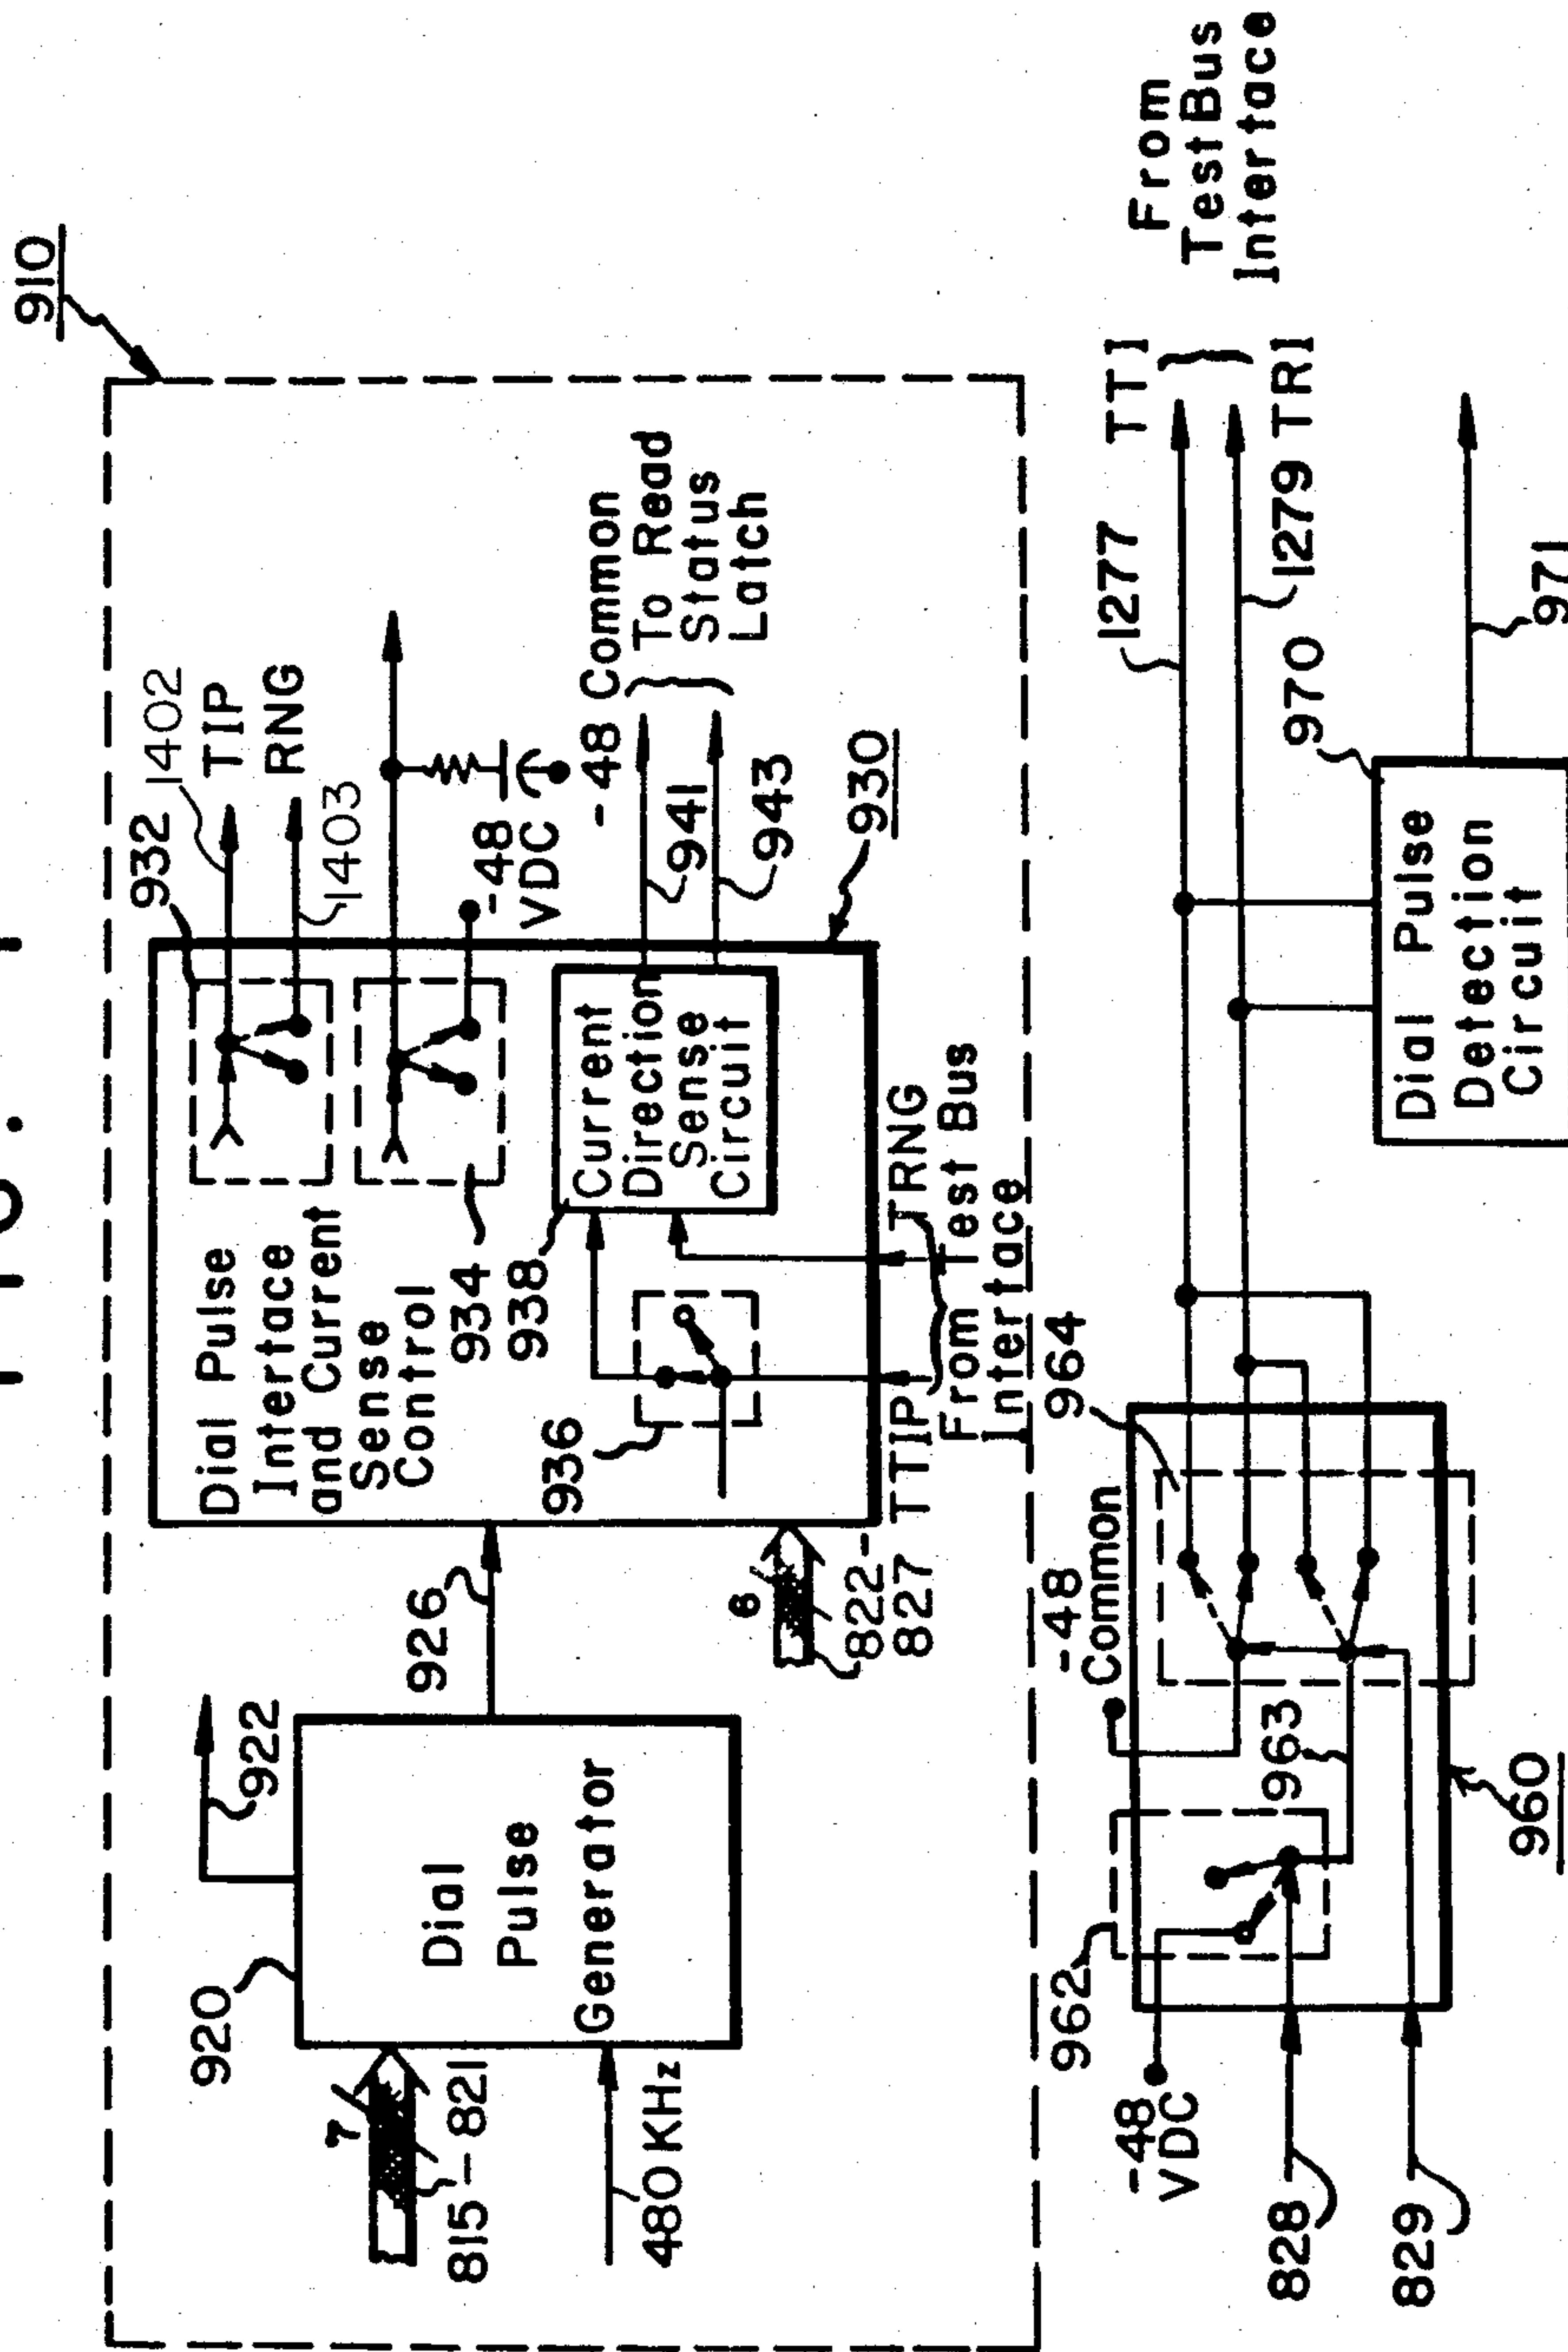 910
932
1402
TIP
RNG
1403
Dial Pulse
Interface
and Current
Sense
Control
934
938
-48
VDC
-48 Common
To Read
Status
Latch
941
943
930
Current
Direction
Sense
Circuit
936
TTIP
TRNG
From Test Bus
Interface
920
922
926
Dial
Pulse
Generator
7
815-821
480 KHz
6
822-
827
964
-48
Common
962
963
-48
VDC
828
829
960
1277
TT1
1279
TR1
From
Test Bus
Interface
970
Dial Pulse
Detection
Circuit
971